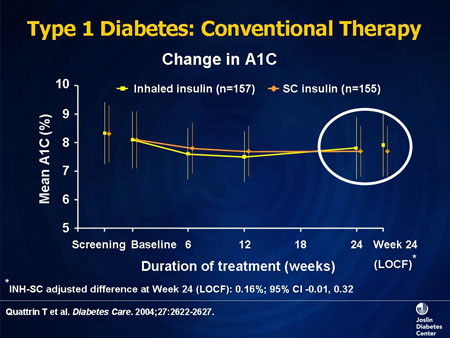 Type 1 Diabetes: Conventional Therapy
Change in A1C
Inhaled insulin (n=157) SC insulin (n=155)
Mean A1C (%)
10
9
8
7
6
5
Screening Baseline 6 12 18 24 Week 24
(LOCF)*
Duration of treatment (weeks)
*INH-SC adjusted difference at Week 24 (LOCF): 0.16%; 95% CI -0.01, 0.32
Quattrin T et al. Diabetes Care. 2004;27:2622-2627.
Joslin
Diabetes
Center